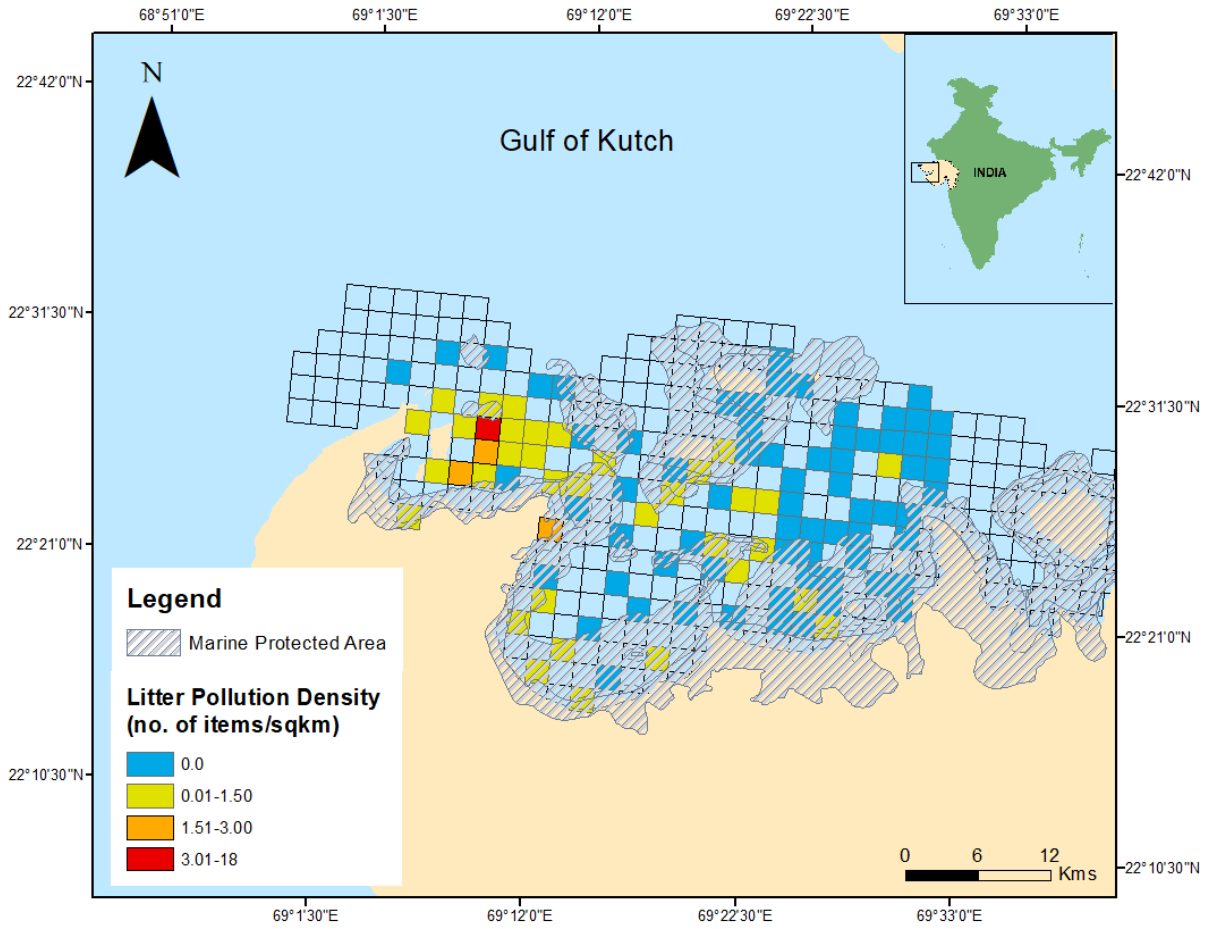 68°51'0"E
69°1'30"E
69°12'0"E
69°22'30"E
69°33'0"E
22°42'0"N
N
Gulf of Kutch
INDIA
22°42'0"N
22°31'30"N
22°31'30"N
22°21'0"N
22°21'0"N
Legend
Marine Protected Area
Litter Pollution Density
(no. of items/sqkm)
0.0
0.01-1.50
1.51-3.00
3.01-18
22°10'30"N
0 6 12
Kms
22°10'30"N
69°1'30"E
69°12'0"E
69°22'30"E
69°33'0"E